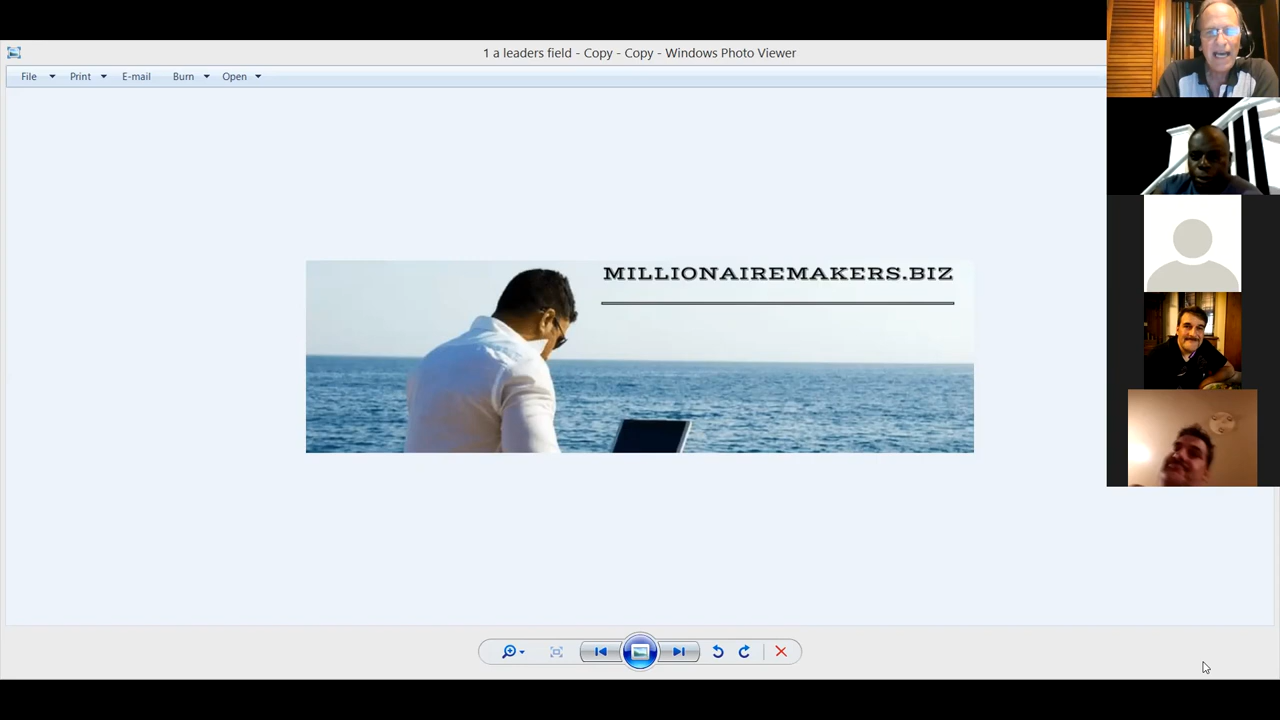 1 a leaders field - Copy - Copy - Windows Photo Viewer
File Print E-mail Burn Open
MILLIONAIREMAKERS.BIZ